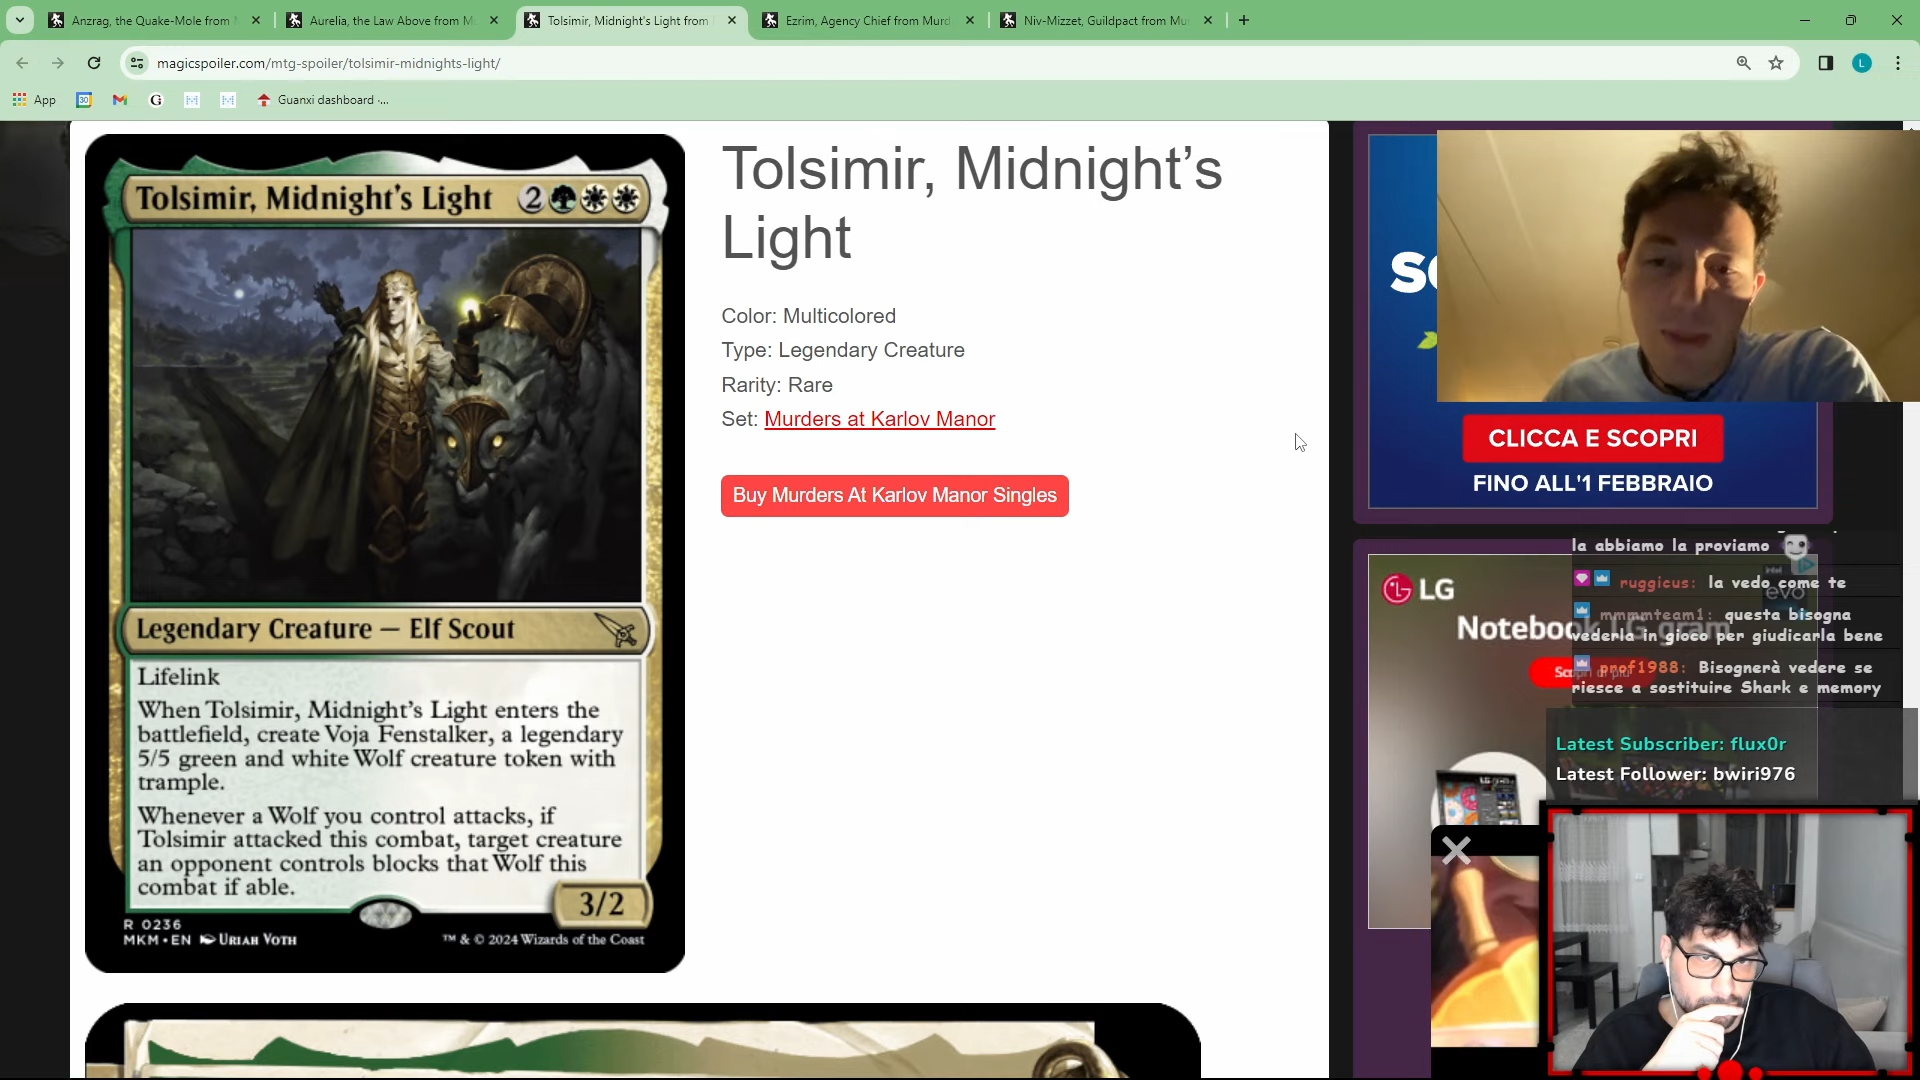 Anzrag, the Quake-Mole from
Aurelia, the Law Above from M
Tolsimir, Midnight's Light from
Ezrim, Agency Chief from Murd
Niv-Mizzet, Guildpact from Mu
magicspoiler.com/mtg-spoiler/tolsimir-midnights-light/
L
App
30
G
Guanxi dashboard -...
Tolsimir, Midnight's Light 2
Legendary Creature — Elf Scout
Lifelink
When Tolsimir, Midnight's Light enters the
battlefield, create Voja Fenstalker, a legendary
5/5 green and white Wolf creature token with
trample.
Whenever a Wolf you control attacks, if
Tolsimir attacked this combat, target creature
an opponent controls blocks that Wolf this
combat if able.
3/2
R 0236
MKM • EN URIAH VOTH
™ & © 2024 Wizards of the Coast
Tolsimir, Midnight's
Light
Color: Multicolored
Type: Legendary Creature
Rarity: Rare
Set: Murders at Karlov Manor
Buy Murders At Karlov Manor Singles
CLICCA E SCOPRI
FINO ALL'1 FEBBRAIO
LG
Notebook LG gram
intel
evo
la abbiamo la proviamo
ruggicus: la vedo come te
mmmmteam1: questa bisogna
vederla in gioco per giudicarla bene
prof1988: Bisognerà vedere se
riesce a sostituire Shark e memory
Latest Subscriber: flux0r
Latest Follower: bwiri976